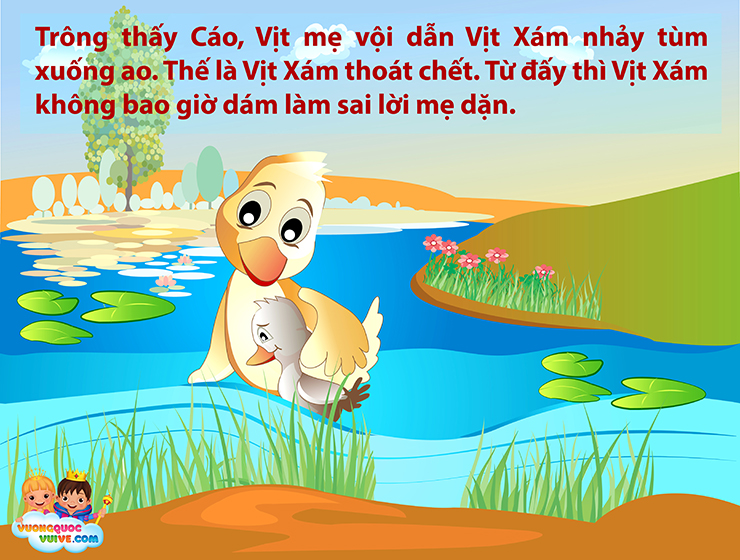 Trông thấy Cáo, Vịt mẹ vội dẫn Vịt Xám nhảy tùm
xuống ao. Thế là Vịt Xám thoát chết. Từ đấy thì Vịt Xám
không bao giờ dám làm sai lời mẹ dặn.
VUONGQUOC
VUIVE.COM